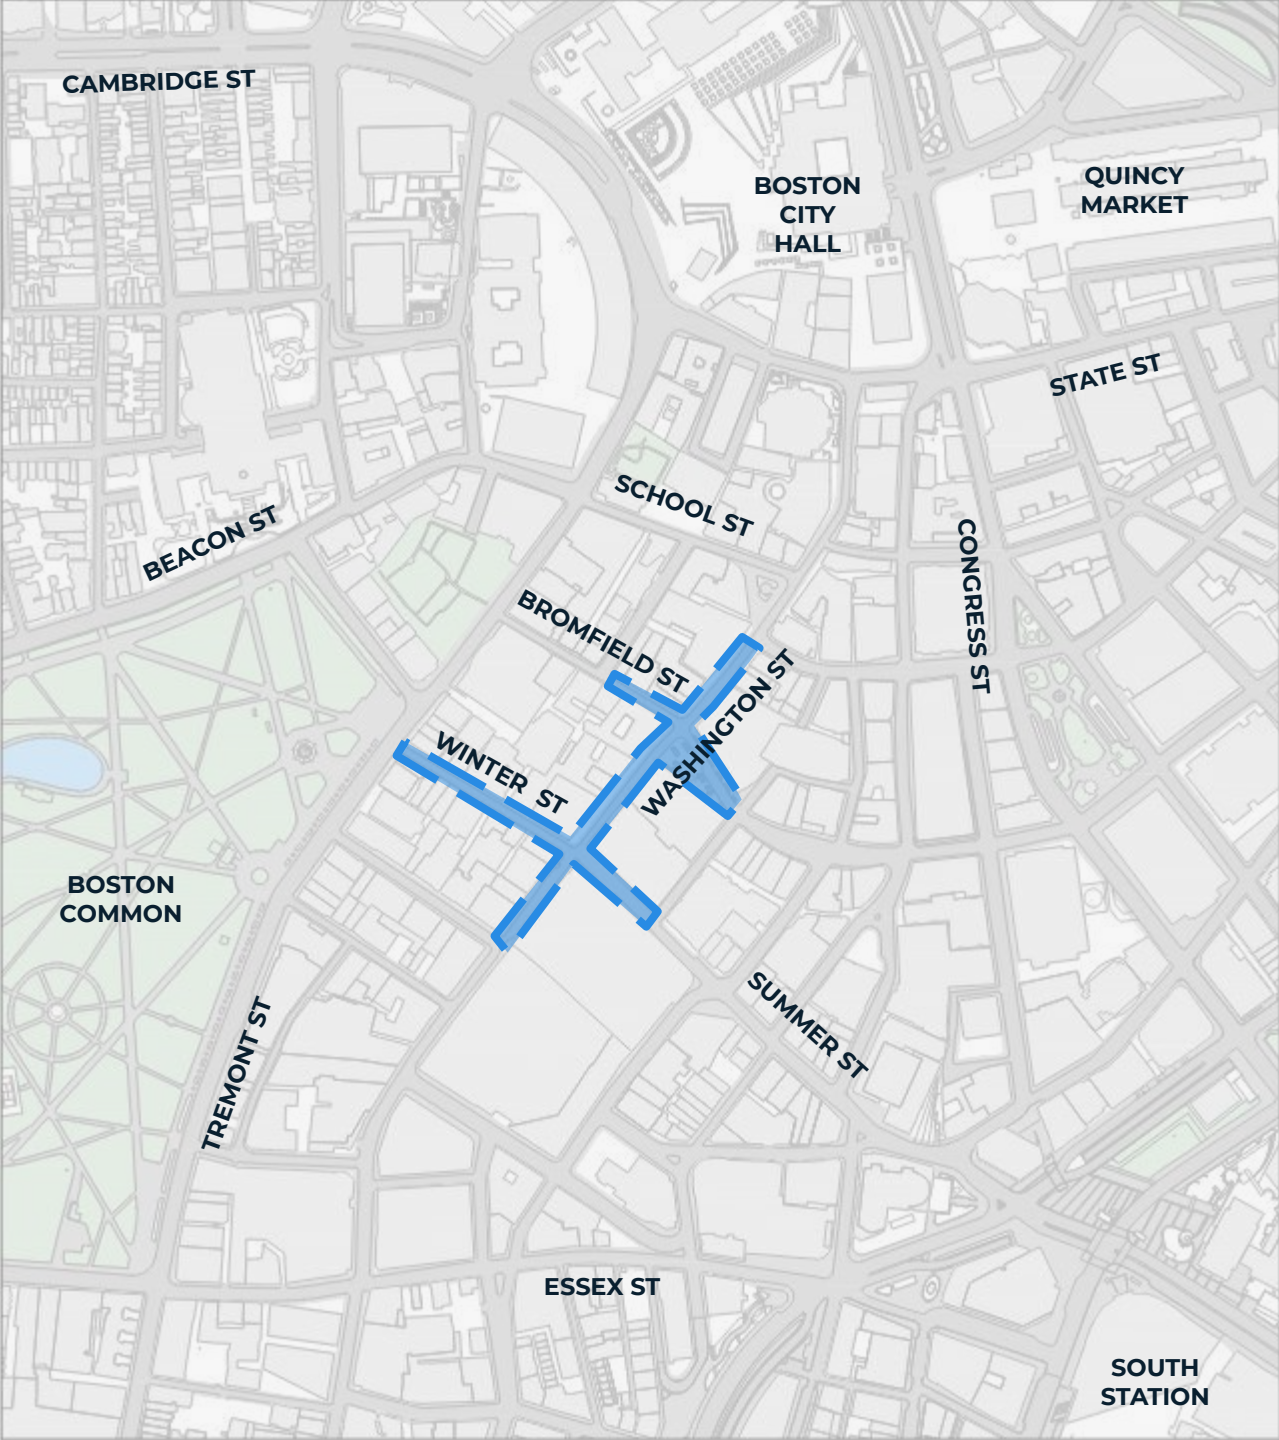 CAMBRIDGE ST
BOSTON
CITY
HALL
QUINCY
MARKET
STATE ST
SCHOOL ST
BEACON ST
CONGRESS ST
BROMFIELD ST
WASHINGTON ST
WINTER ST
BOSTON
COMMON
SUMMER ST
TREMONT ST
ESSEX ST
SOUTH
STATION